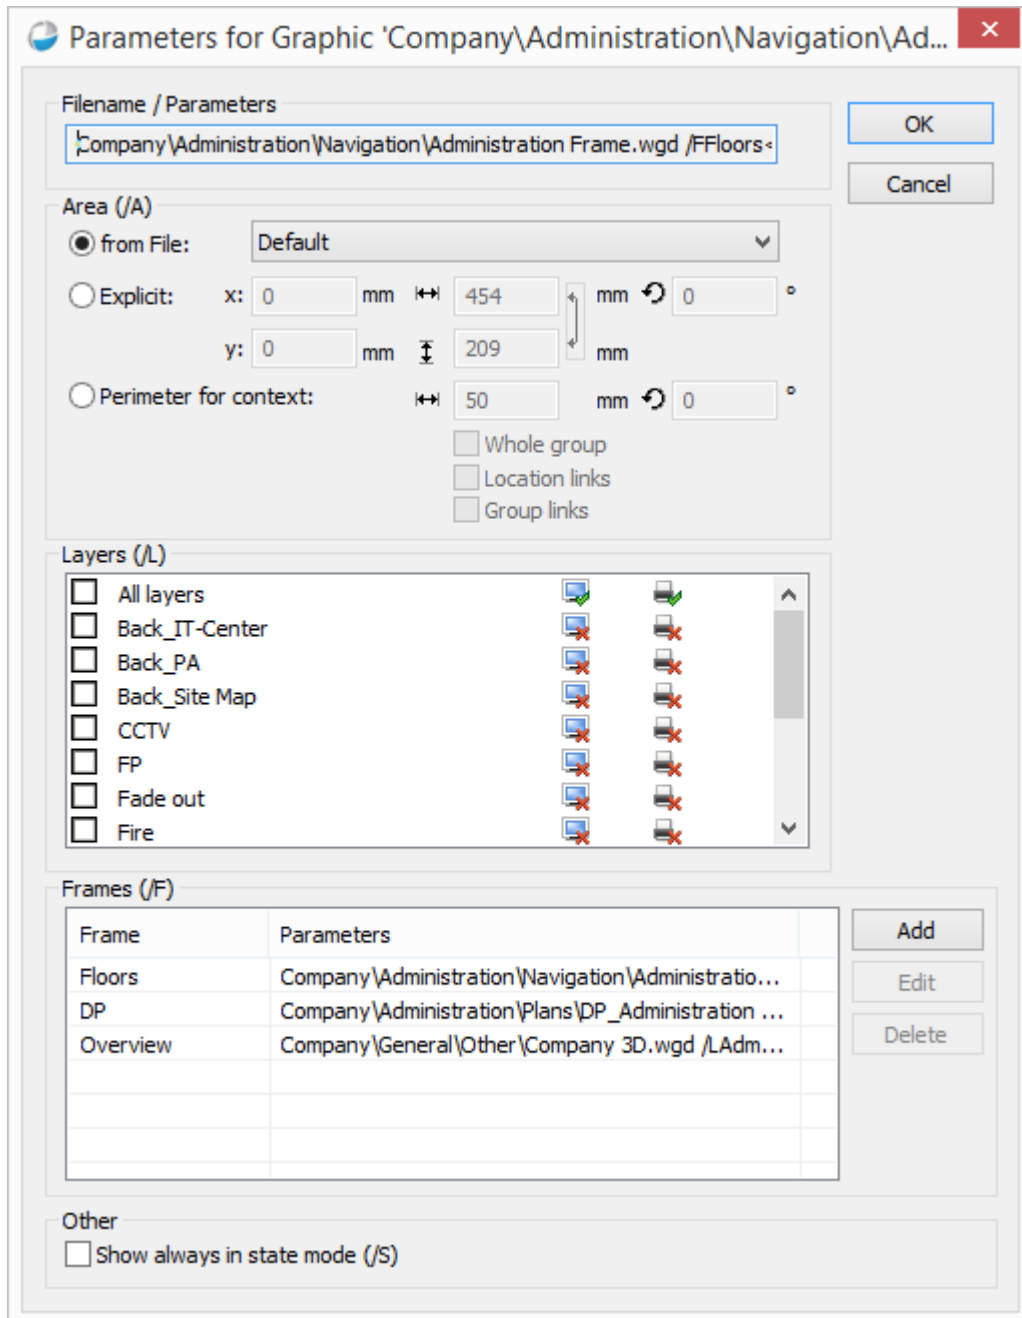 Parameters for Graphic 'Company\Administration\Navigation\Ad...
Filename / Parameters
Company\Administration\Navigation\Administration Frame.wgd /FFloors<
OK
Cancel
Area (/A)
from File: Default
Explicit: x: 0 mm 454 mm 0 °
y: 0 mm 209 mm
Perimeter for context: 50 mm 0 °
Whole group
Location links
Group links
Layers (/L)
All layers
Back_IT-Center
Back_PA
Back_Site Map
CCTV
FP
Fade out
Fire
Frames (/F)
Frame Parameters
Floors Company\Administration\Navigation\Administratio...
DP Company\Administration\Plans\DP_Administration ...
Overview Company\General\Other\Company 3D.wgd /LAdm...
Add
Edit
Delete
Other
Show always in state mode (/S)